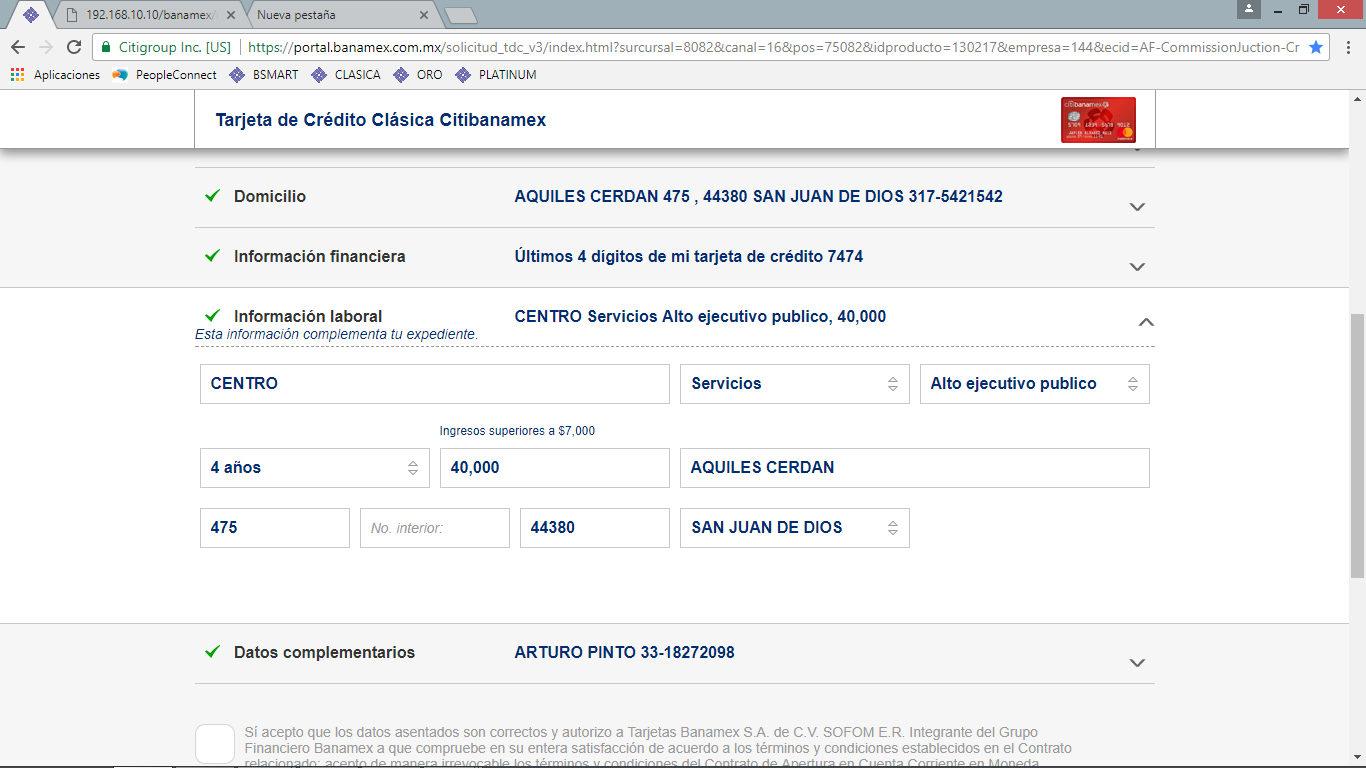 192.168.10.10/banamex/
Nueva pestaña
Citigroup Inc. [US]
https://portal.banamex.com.mx/solicitud_tdc_v3/index.html?surcursal=8082&canal=16&pos=75082&idproducto=130217&empresa=144&ecid=AF-CommissionJuction-Cr
Aplicaciones PeopleConnect BSMART CLASICA ORO PLATINUM
Tarjeta de Crédito Clásica Citibanamex
citibanamex
Domicilio AQUILES CERDAN 475 , 44380 SAN JUAN DE DIOS 317-5421542
Información financiera Últimos 4 dígitos de mi tarjeta de crédito 7474
Información laboral CENTRO Servicios Alto ejecutivo publico, 40,000
Esta información complementa tu expediente.
CENTRO Servicios Alto ejecutivo publico
Ingresos superiores a $7,000
4 años 40,000 AQUILES CERDAN
475 No. interior: 44380 SAN JUAN DE DIOS
Datos complementarios ARTURO PINTO 33-18272098
Sí acepto que los datos asentados son correctos y autorizo a Tarjetas Banamex S.A. de C.V. SOFOM E.R. Integrante del Grupo
Financiero Banamex a que compruebe en su entera satisfacción de acuerdo a los términos y condiciones establecidos en el Contrato
relacionado; acepto de manera irrevocable los términos y condiciones del Contrato de Apertura en Cuenta Corriente en Moneda